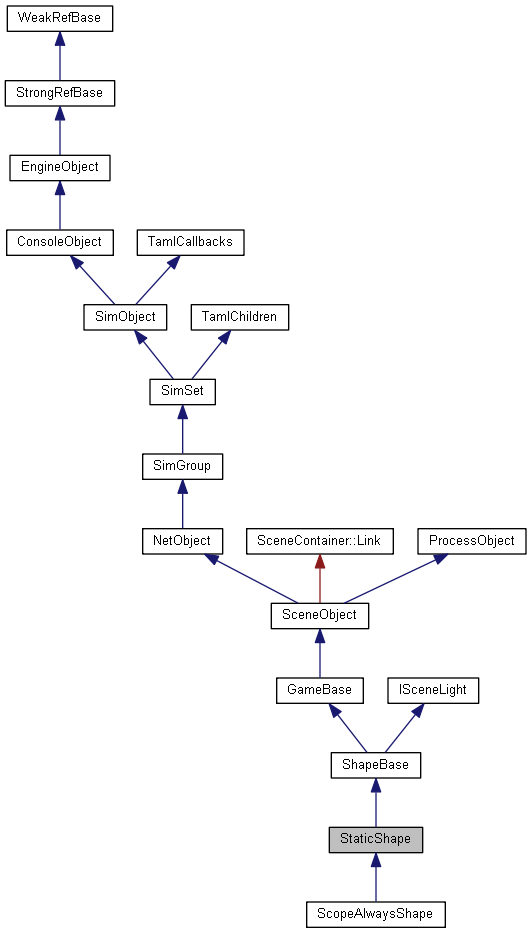 WeakRefBase
StrongRefBase
EngineObject
ConsoleObject
TamlCallbacks
SimObject
TamlChildren
SimSet
SimGroup
NetObject
SceneContainer::Link
ProcessObject
SceneObject
GameBase
ISceneLight
ShapeBase
StaticShape
ScopeAlwaysShape